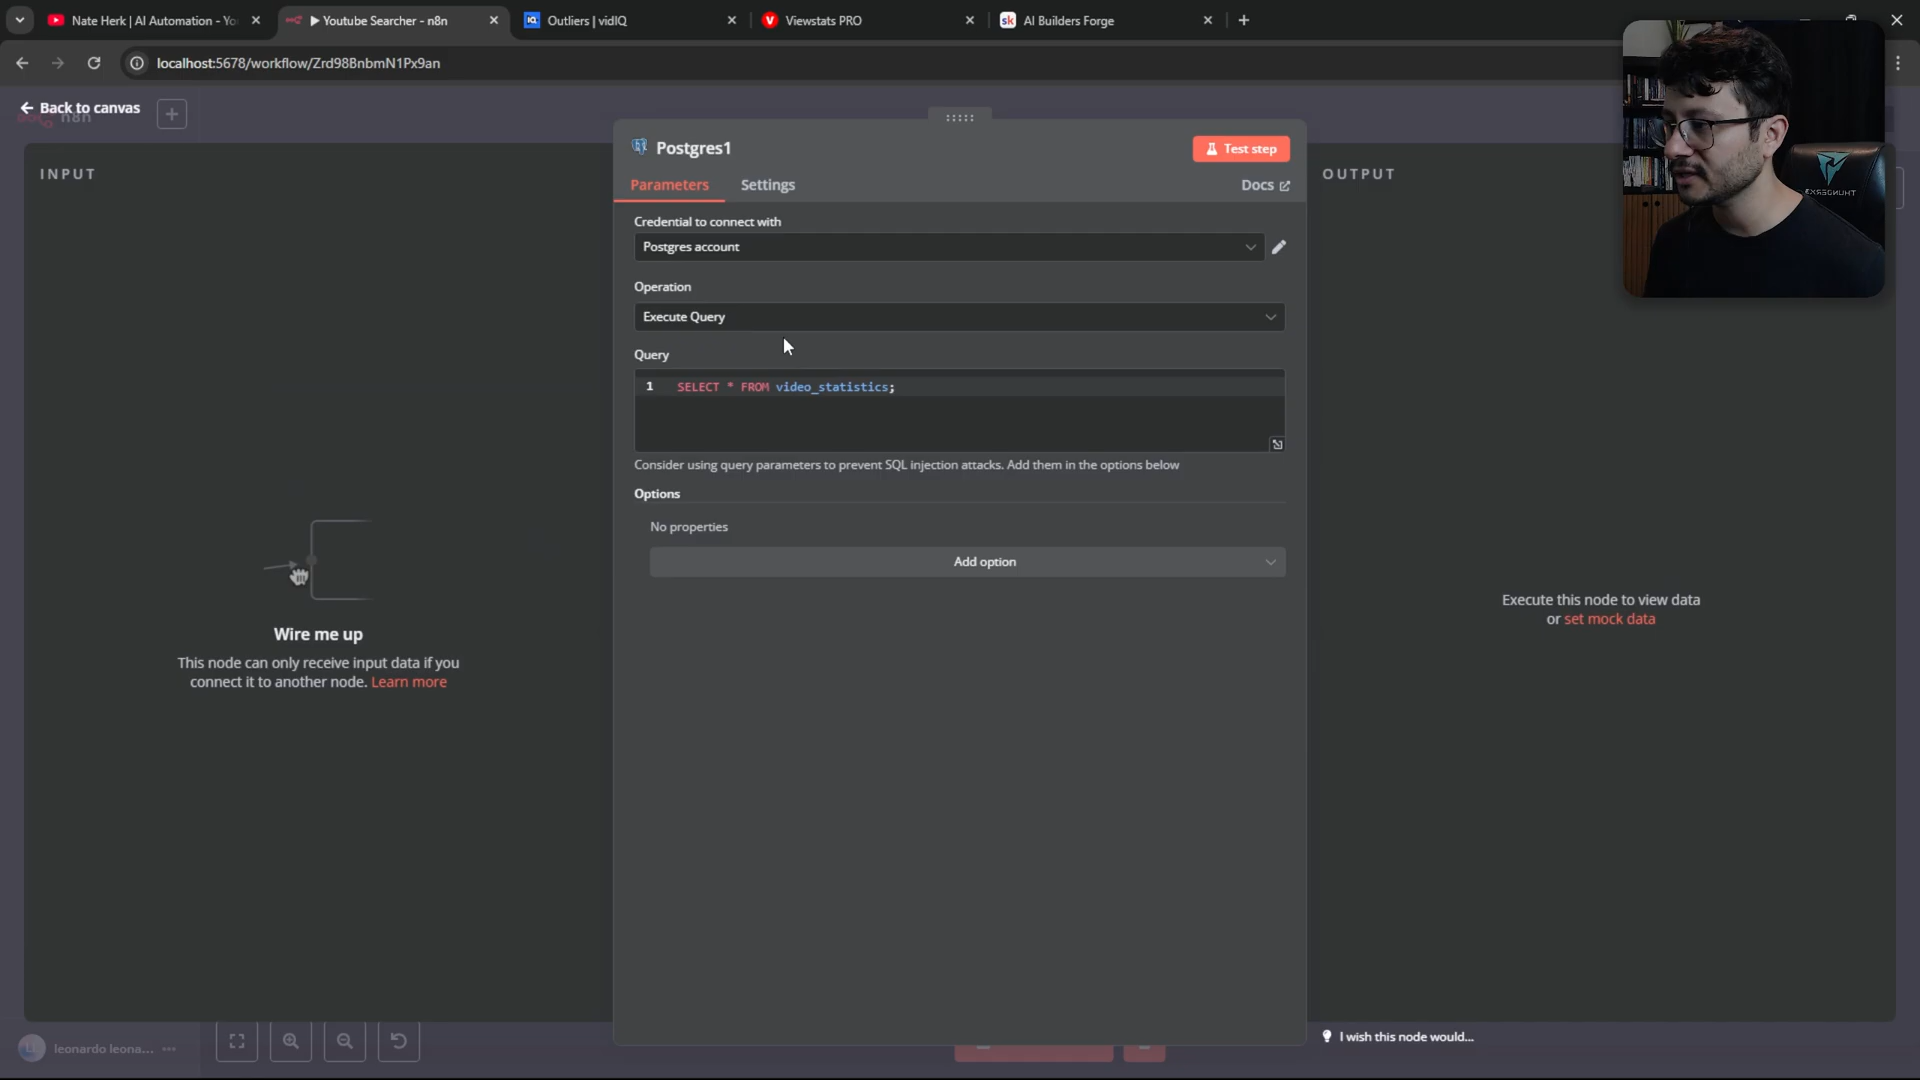 Nate Herk | AI Automation - Yo
Youtube Searcher - n8n
Outliers | vidIQ
Viewstats PRO
sk
AI Builders Forge
localhost:5678/workflow/Zrd98BnbmN1Px9an
Back to canvas
n8n
INPUT
Postgres1
Test step
OUTPUT
Parameters
Settings
Docs
Credential to connect with
Postgres account
Operation
Execute Query
Query
1 SELECT * FROM video_statistics;
Consider using query parameters to prevent SQL injection attacks. Add them in the options below
Options
No properties
Add option
Wire me up
This node can only receive input data if you
connect it to another node. Learn more
Execute this node to view data
or set mock data
I wish this node would...
leonardo leona...